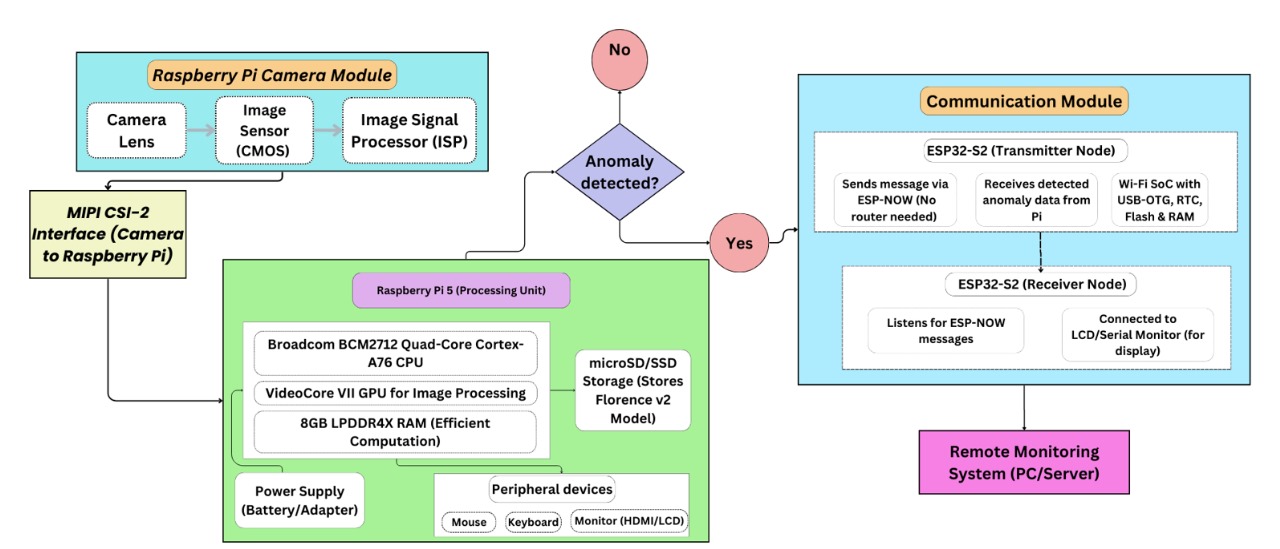 Raspberry Pi Camera Module
Camera
Lens
Image
Sensor
(CMOS)
Image Signal
Processor (ISP)
MIPI CSI-2
Interface (Camera
to Raspberry Pi)
No
Anomaly
detected?
Yes
Raspberry Pi 5 (Processing Unit)
Broadcom BCM2712 Quad-Core Cortex-
A76 CPU
VideoCore VII GPU for Image Processing
8GB LPDDR4X RAM (Efficient
Computation)
microSD/SSD
Storage (Stores
Florence v2
Model)
Power Supply
(Battery/Adapter)
Peripheral devices
Mouse
Keyboard
Monitor (HDMI/LCD)
Communication Module
ESP32-S2 (Transmitter Node)
Sends message via
ESP-NOW (No
router needed)
Receives detected
anomaly data from
Pi
Wi-Fi SoC with
USB-OTG, RTC,
Flash & RAM
ESP32-S2 (Receiver Node)
Listens for ESP-NOW
messages
Connected to
LCD/Serial Monitor (for
display)
Remote Monitoring
System (PC/Server)